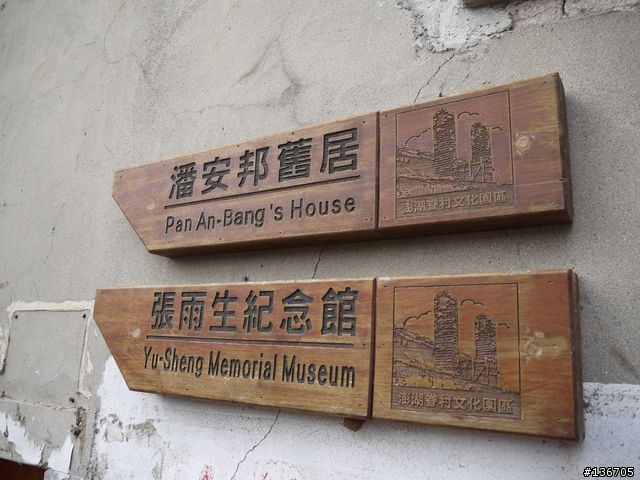 潘安邦舊居
Pan An-Bang's House
澎湖眷村文化園區
張雨生紀念館
Yu-Sheng Memorial Museum
澎湖眷村文化園區
#136705